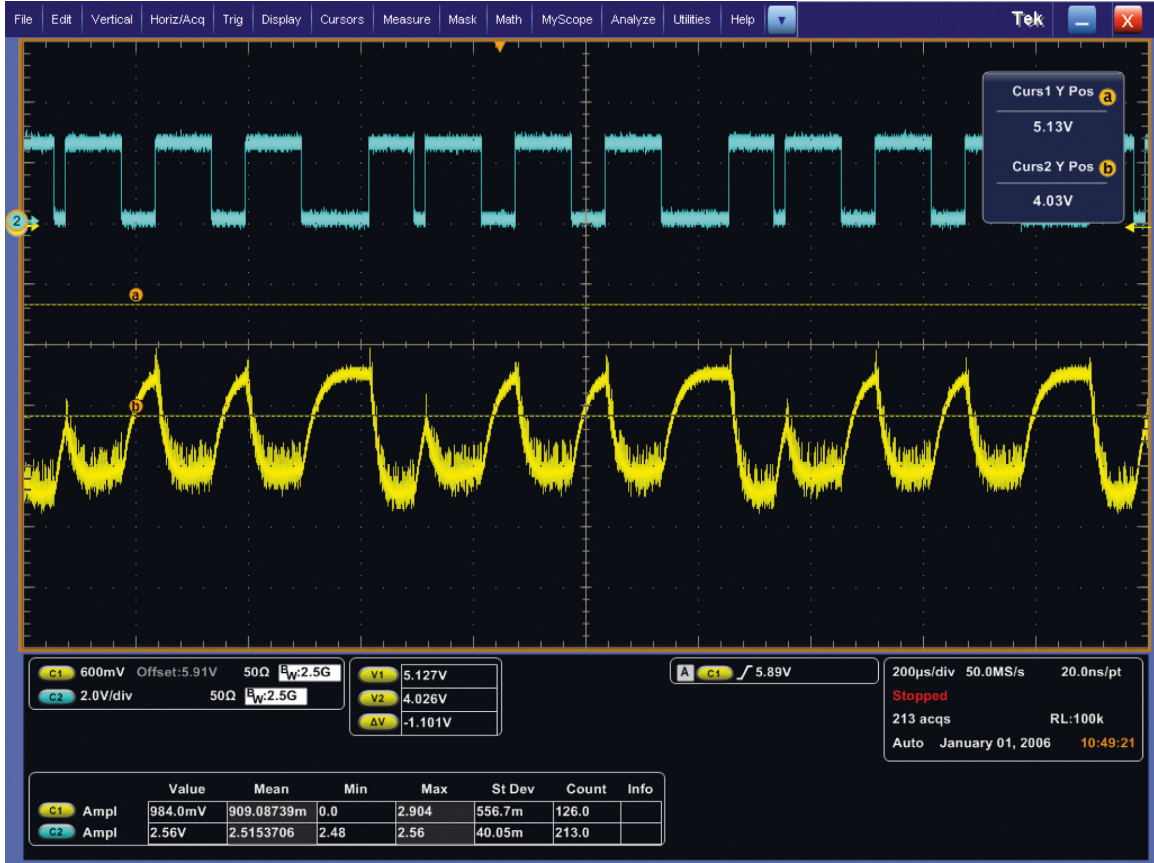 File Edit Vertical Horiz/Acq Trig Display Cursors Measure Mask Math MyScope Analyze Utilities Help Tek X
Curs1 Y Pos a
5.13V
Curs2 Y Pos b
4.03V
2
a
b
C1 600mV Offset:5.91V 50Ω BW:2.5G
C2 2.0V/div 50Ω BW:2.5G
V1 5.127V
V2 4.026V
ΔV -1.101V
A C1 5.89V
200µs/div 50.0MS/s 20.0ns/pt
Stopped
213 acqs RL:100k
Auto January 01, 2006 10:49:21
Value Mean Min Max St Dev Count Info
C1 Ampl 984.0mV 909.08739m 0.0 2.904 556.7m 126.0
C2 Ampl 2.56V 2.5153706 2.48 2.56 40.05m 213.0